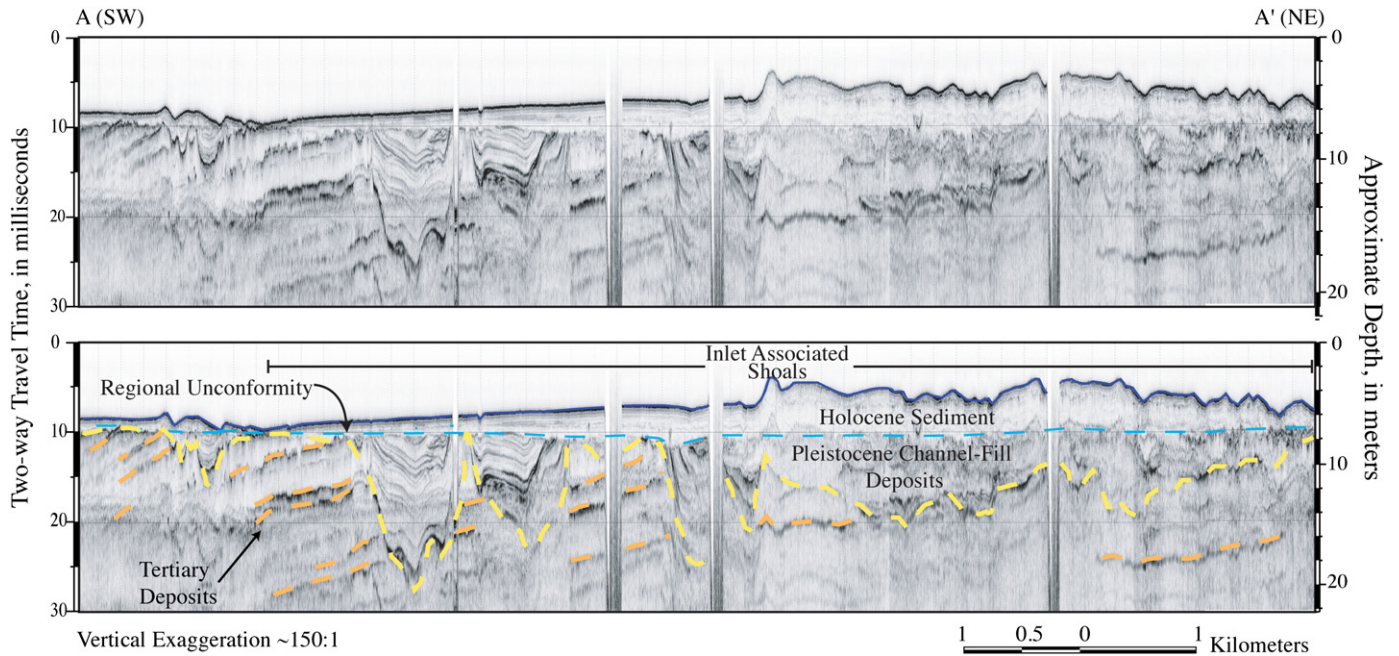 A (SW)
A' (NE)
0
10
20
30
Two-way Travel Time, in milliseconds
0
10
20
Approximate Depth, in meters
0
10
20
30
0
10
20
Inlet Associated
Shoals
Regional Unconformity
Holocene Sediment
Pleistocene Channel-Fill
Deposits
Tertiary
Deposits
Vertical Exaggeration ~150:1
1 0.5 0 1
Kilometers